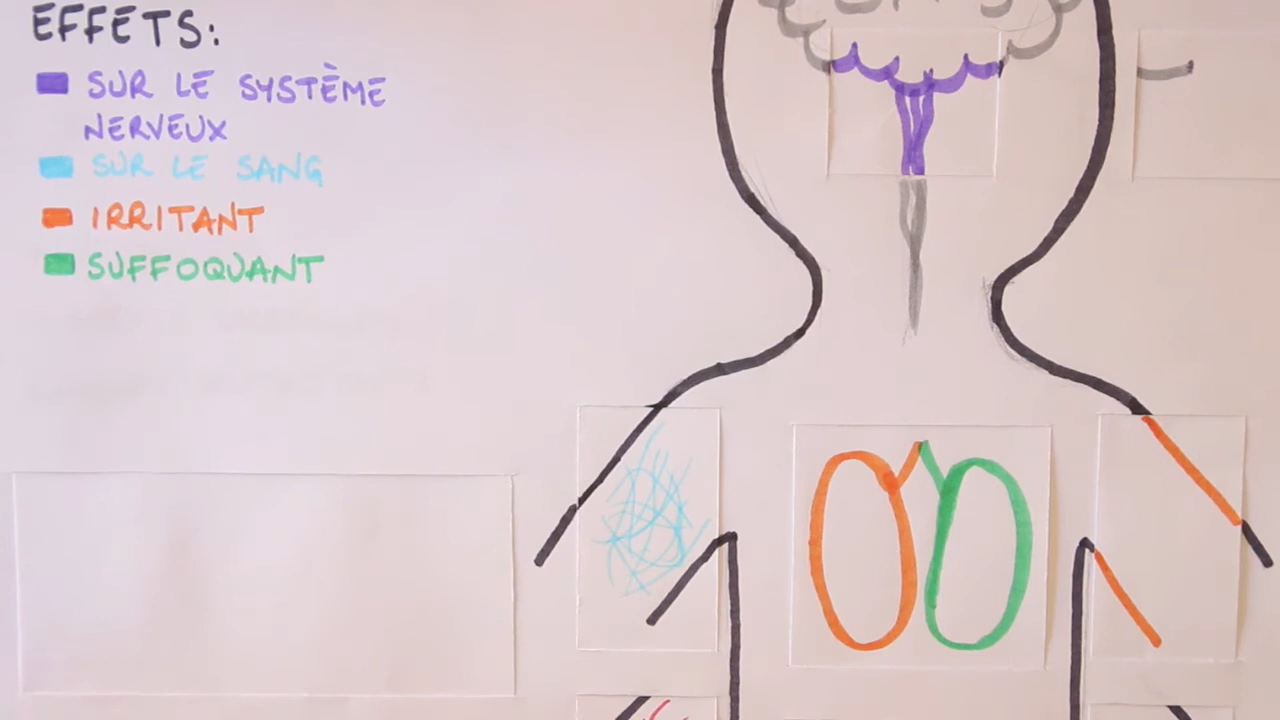 EFFETS:
SUR LE SYSTÈME
NERVEUX
SUR LE SANG
IRRITANT
SUFFOQUANT